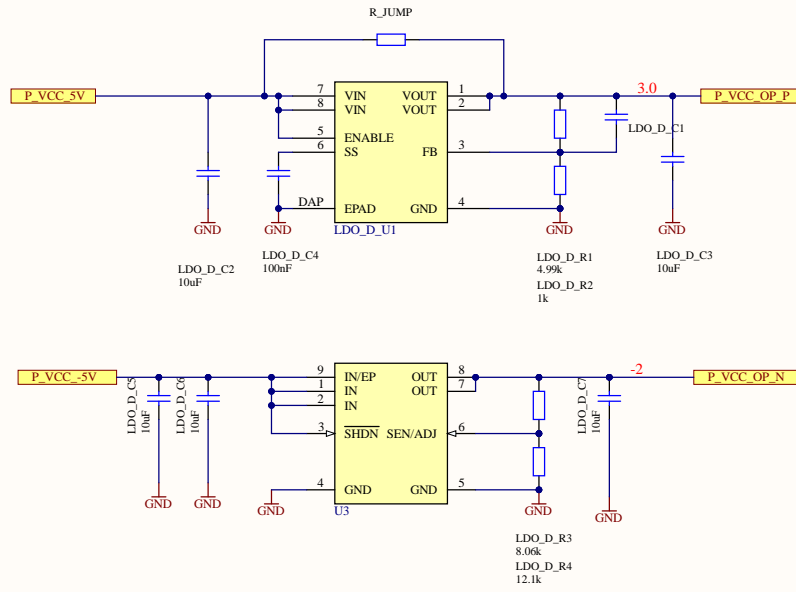 R_JUMP
P_VCC_5V
7 VIN
8 VIN
5 ENABLE
6 SS
DAP EPAD
VOUT 1
VOUT 2
FB 3
GND 4
3.0
P_VCC_OP_P
LDO_D_C1
GND
GND
LDO_D_U1
GND
GND
LDO_D_C2
10uF
LDO_D_C4
100nF
LDO_D_R1
4.99k
LDO_D_R2
1k
LDO_D_C3
10uF
P_VCC_-5V
LDO_D_C5
10uF
LDO_D_C6
10uF
9 IN/EP
1 IN
2 IN
3 SHDN
4 GND
OUT 8
OUT 7
SEN/ADJ 6
GND 5
LDO_D_C7
10uF
-2
P_VCC_OP_N
GND
GND
GND
U3
GND
GND
LDO_D_R3
8.06k
LDO_D_R4
12.1k